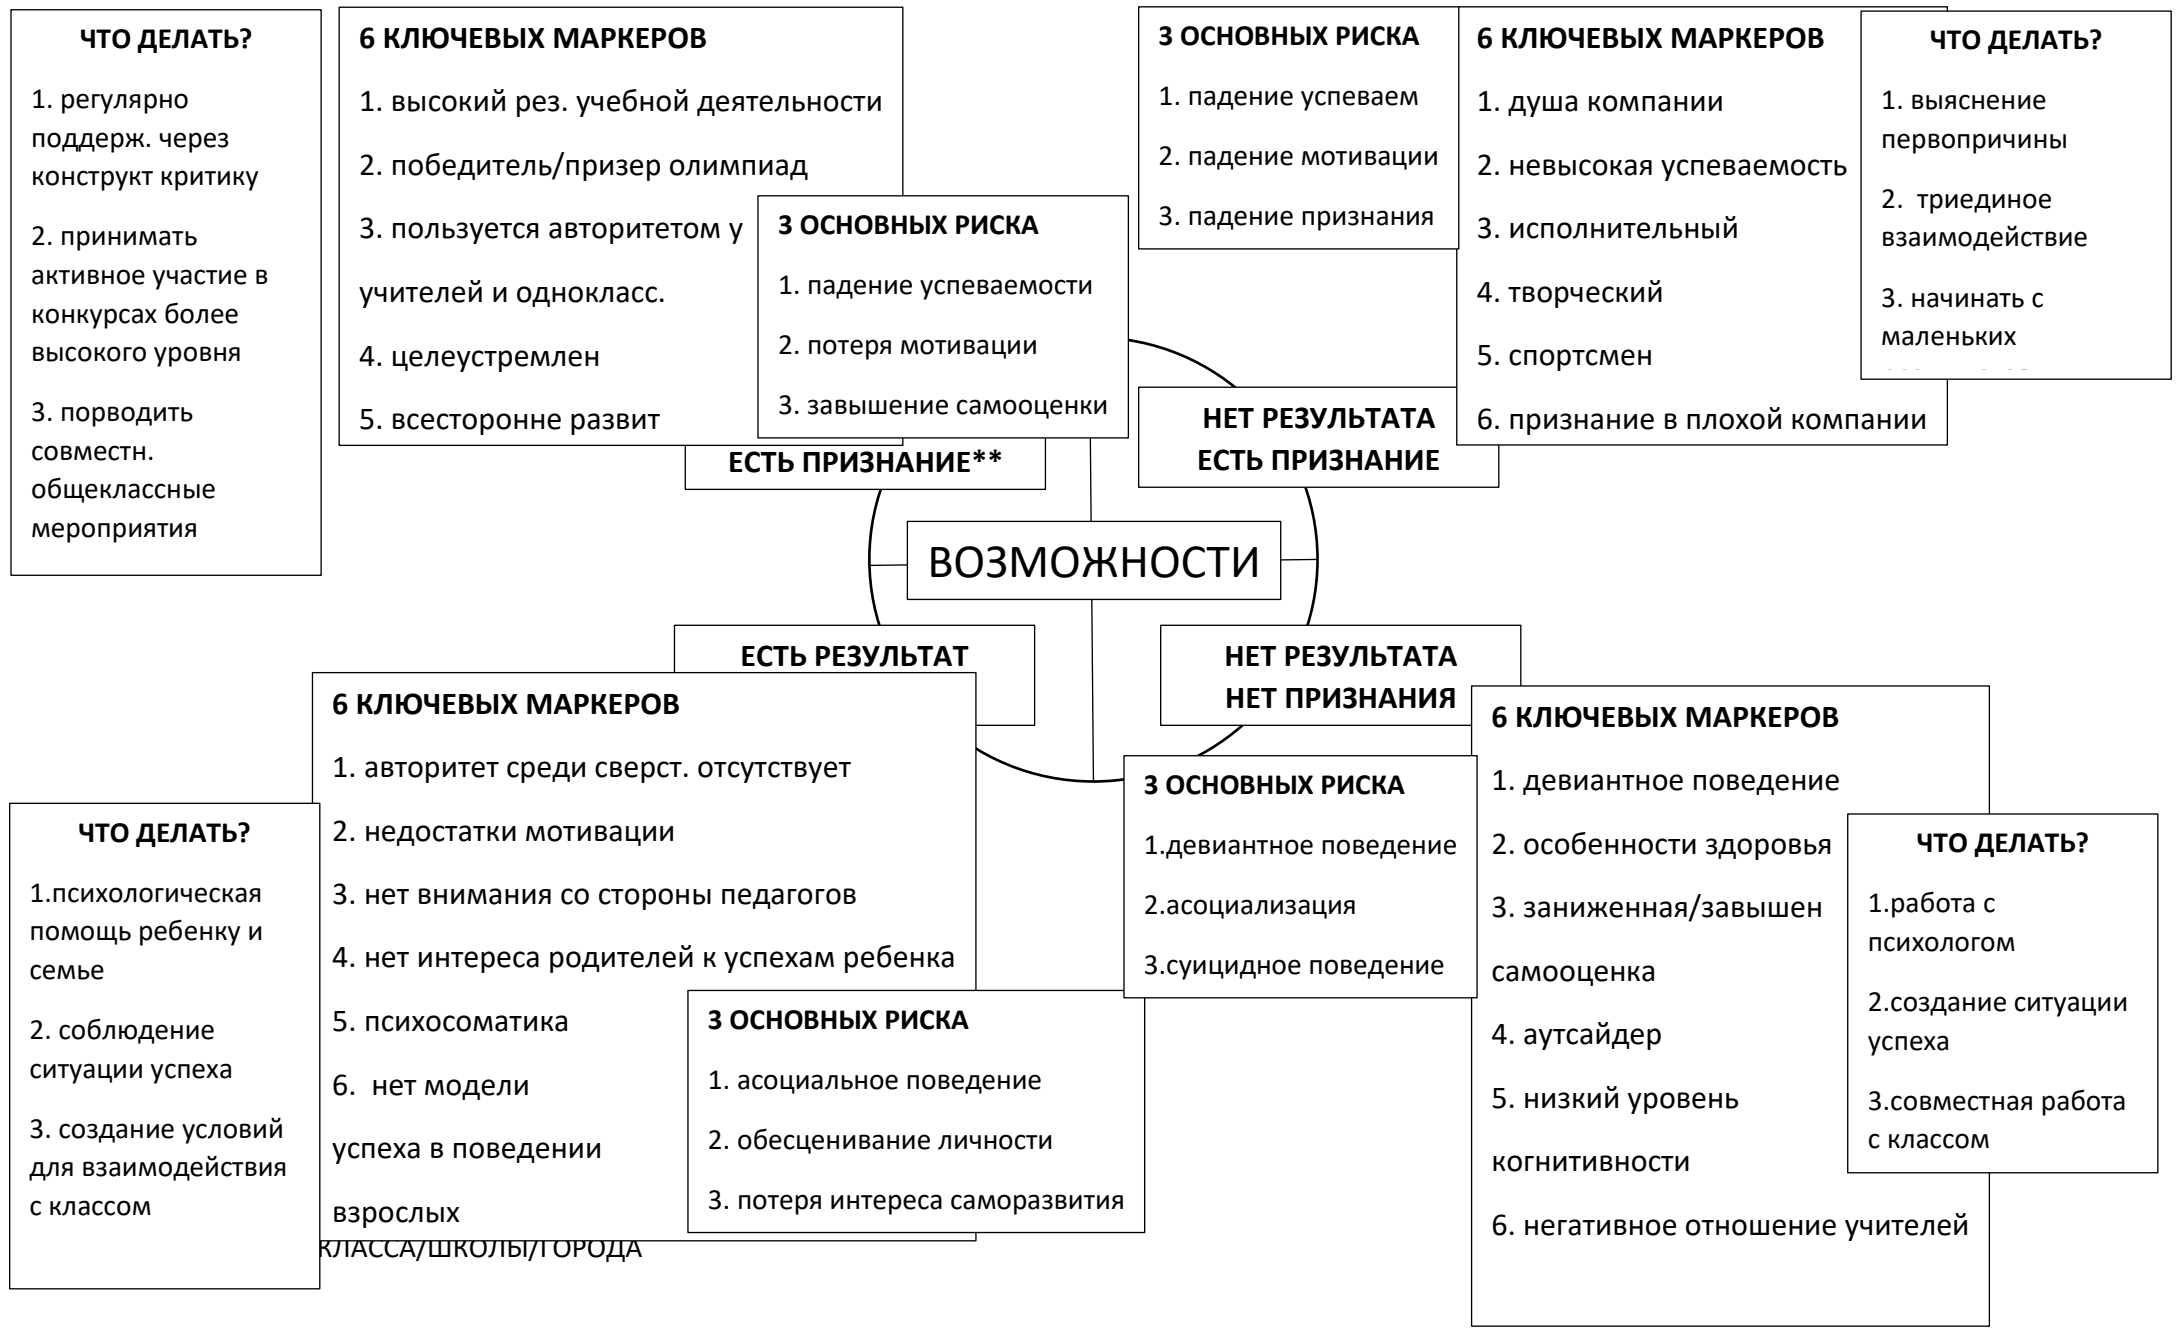 ЧТО ДЕЛАТЬ?
1. регулярно
поддерж. через
конструкт критику
2. принимать
активное участие в
конкурсах более
высокого уровня
3. порводить
совместн.
общеклассные
мероприятия
6 КЛЮЧЕВЫХ МАРКЕРОВ
1. высокий рез. учебной деятельности
2. победитель/призер олимпиад
3. пользуется авторитетом у
учителей и однокласс.
4. целеустремлен
5. всесторонне развит
3 ОСНОВНЫХ РИСКА
1. падение успеваемости
2. потеря мотивации
3. завышение самооценки
ЕСТЬ ПРИЗНАНИЕ**
3 ОСНОВНЫХ РИСКА
1. падение успеваем
2. падение мотивации
3. падение признания
6 КЛЮЧЕВЫХ МАРКЕРОВ
1. душа компании
2. невысокая успеваемость
3. исполнительный
4. творческий
5. спортсмен
6. признание в плохой компании
ЧТО ДЕЛАТЬ?
1. выяснение
первопричины
2. триединое
взаимодействие
3. начинать с
маленьких
НЕТ РЕЗУЛЬТАТА
ЕСТЬ ПРИЗНАНИЕ
ВОЗМОЖНОСТИ
ЕСТЬ РЕЗУЛЬТАТ
НЕТ РЕЗУЛЬТАТА
НЕТ ПРИЗНАНИЯ
ЧТО ДЕЛАТЬ?
1.психологическая
помощь ребенку и
семье
2. соблюдение
ситуации успеха
3. создание условий
для взаимодействия
с классом
6 КЛЮЧЕВЫХ МАРКЕРОВ
1. авторитет среди сверст. отсутствует
2. недостатки мотивации
3. нет внимания со стороны педагогов
4. нет интереса родителей к успехам ребенка
5. психосоматика
6. нет модели
успеха в поведении
взрослых
КЛАССА/ШКОЛЫ/ГОРОДА
3 ОСНОВНЫХ РИСКА
1. асоциальное поведение
2. обесценивание личности
3. потеря интереса саморазвития
3 ОСНОВНЫХ РИСКА
1.девиантное поведение
2.асоциализация
3.суицидное поведение
6 КЛЮЧЕВЫХ МАРКЕРОВ
1. девиантное поведение
2. особенности здоровья
3. заниженная/завышен
самооценка
4. аутсайдер
5. низкий уровень
когнитивности
6. негативное отношение учителей
ЧТО ДЕЛАТЬ?
1.работа с
психологом
2.создание ситуации
успеха
3.совместная работа
с классом